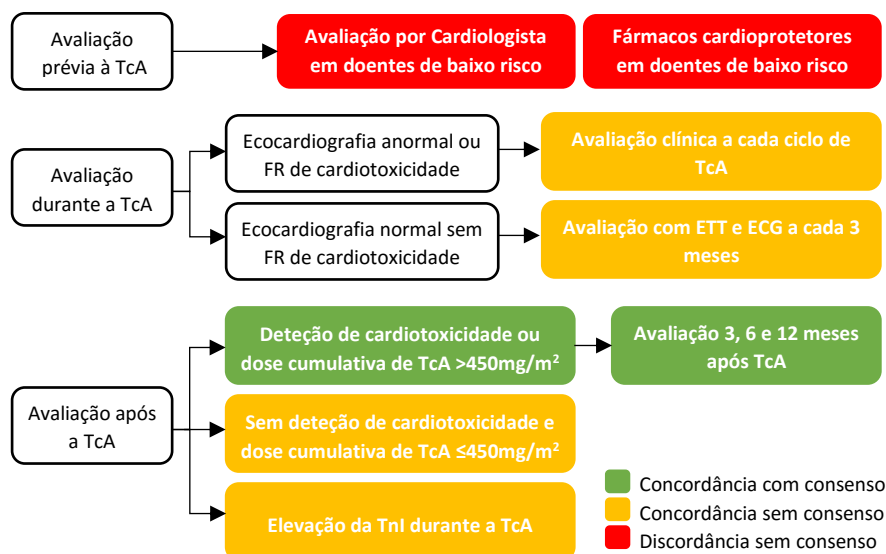 Avaliação
prévia à TcA
Avaliação por Cardiologista
em doentes de baixo risco
Fármacos cardioprotetores
em doentes de baixo risco
Avaliação
durante a TcA
Ecocardiografia anormal ou
FR de cardiotoxicidade
Avaliação clínica a cada ciclo de
TcA
Ecocardiografia normal sem
FR de cardiotoxicidade
Avaliação com ETT e ECG a cada 3
meses
Avaliação após
a TcA
Deteção de cardiotoxicidade ou
dose cumulativa de TcA >450mg/m²
Avaliação 3, 6 e 12 meses
após TcA
Sem deteção de cardiotoxicidade e
dose cumulativa de TcA ≤450mg/m²
Elevação da TnI durante a TcA
Concordância com consenso
Concordância sem consenso
Discordância sem consenso